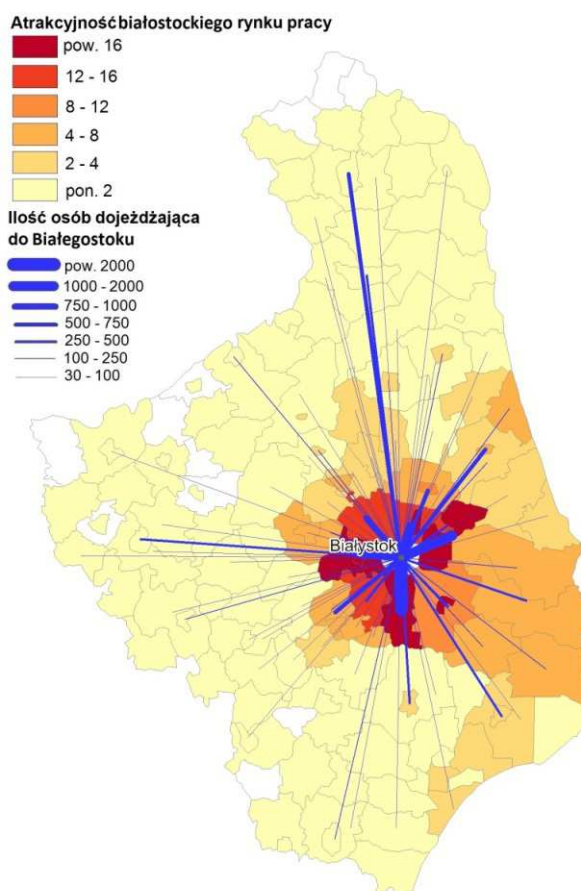 Atrakcyjność białostockiego rynku pracy
pow. 16
12 - 16
8 - 12
4 - 8
2 - 4
pon. 2
Ilość osób dojeżdżająca
do Białegostoku
pow. 2000
1000 - 2000
750 - 1000
500 - 750
250 - 500
100 - 250
30 - 100
Białystok